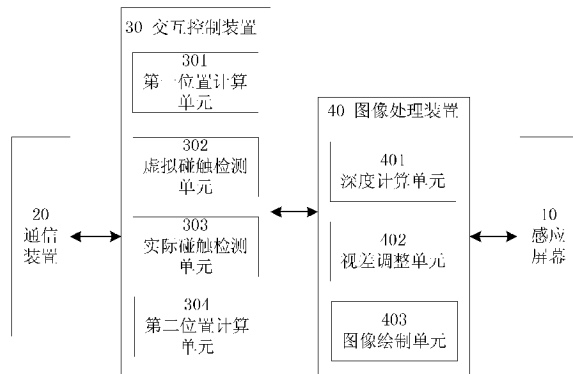 30 交互控制装置
301
第一位置计算
单元
302
虚拟碰触检测
单元
303
实际碰触检测
单元
304
第二位置计算
单元
40 图像处理装置
401
深度计算单元
402
视差调整单元
403
图像绘制单元
20
通信
装置
10
感应
屏幕